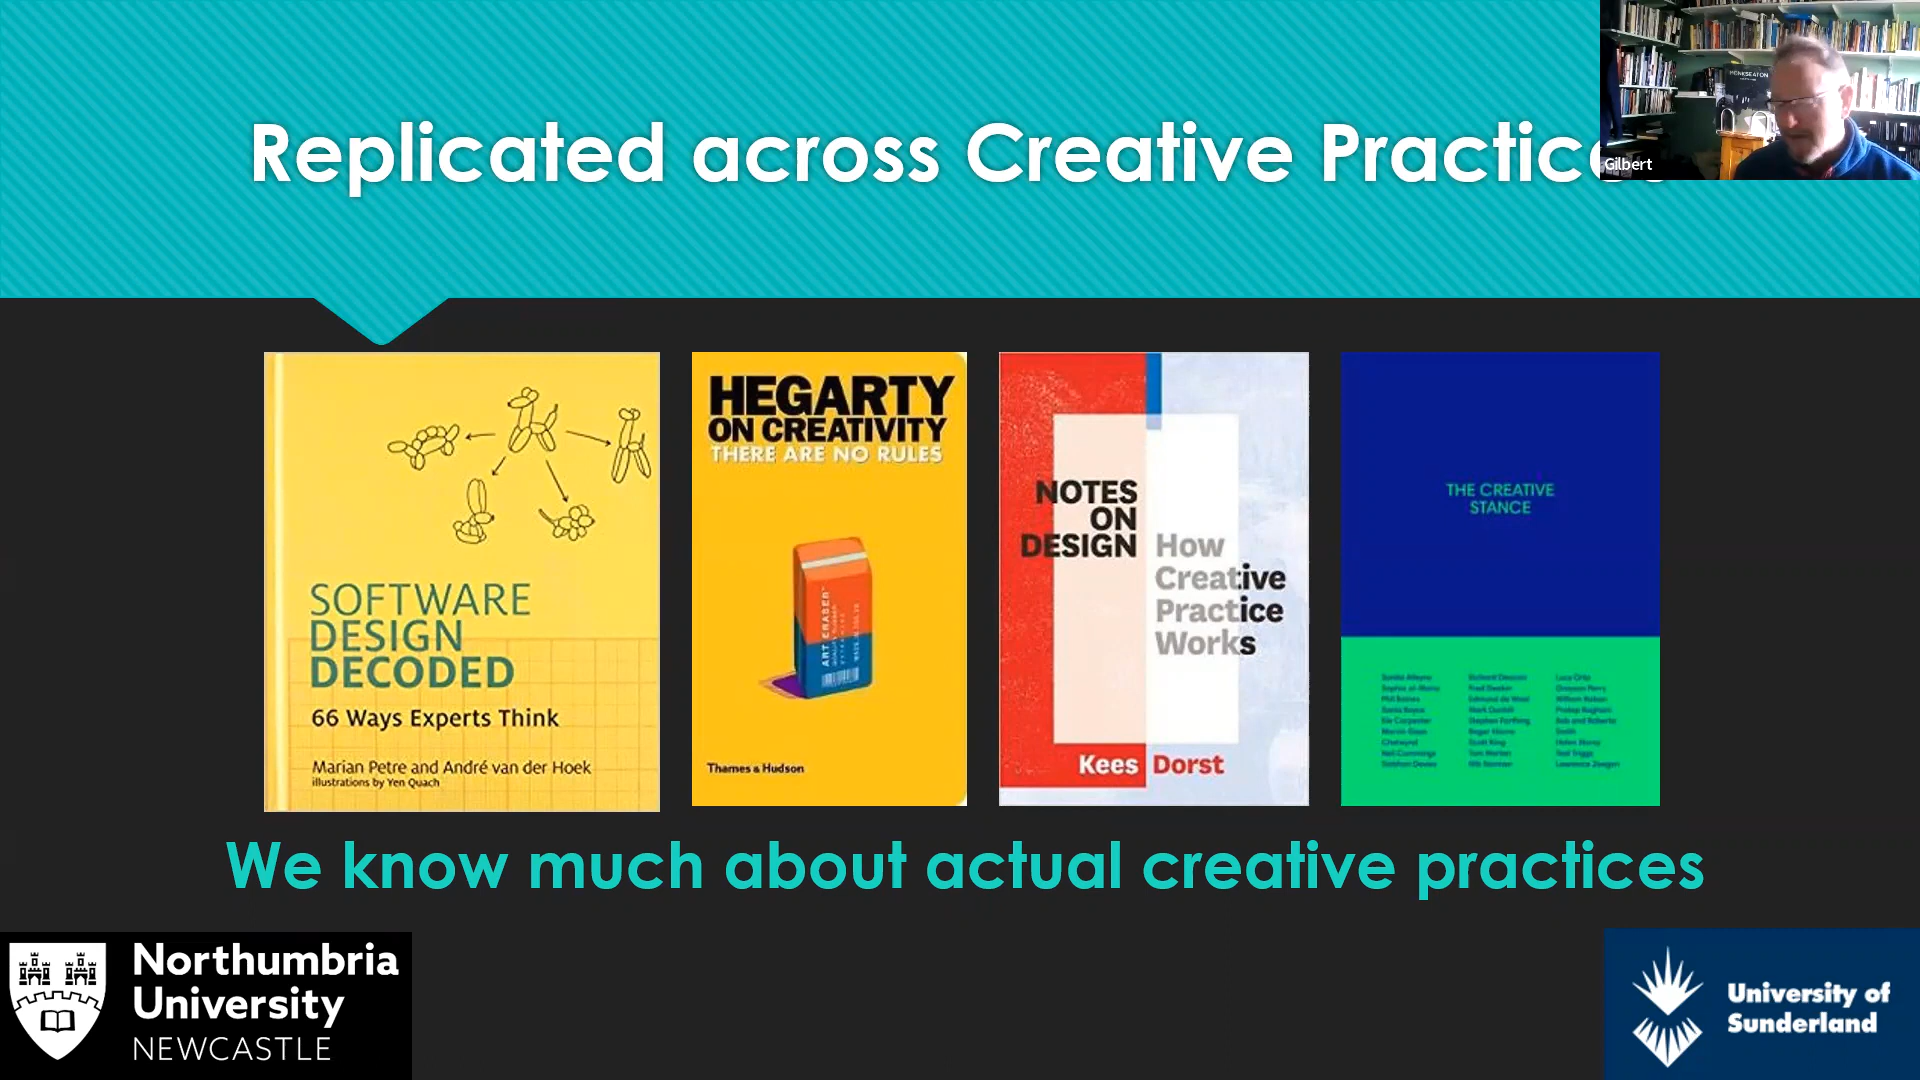 Replicated across Creative Practic
Gilbert
SOFTWARE
DESIGN
DECODED
66 Ways Experts Think
Marian Petre and André van der Hoek
illustrations by Yen Quach
HEGARTY
ON CREATIVITY
THERE ARE NO RULES
ART ERASER
Thames & Hudson
NOTES
ON
DESIGN
How
Creative
Practice
Works
Kees Dorst
THE CREATIVE
STANCE
We know much about actual creative practices
Northumbria
University
NEWCASTLE
University of
Sunderland